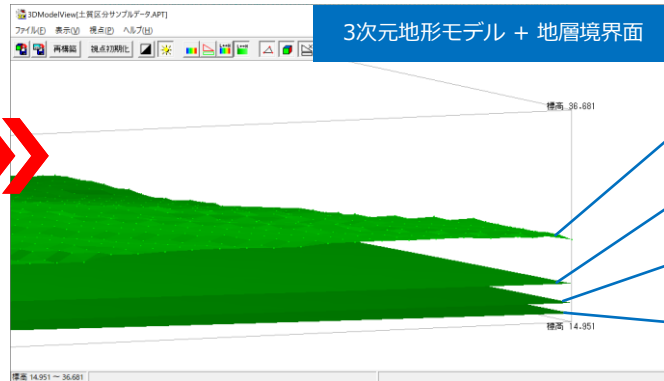 3DModelView[土質区分サンプルデータ.APT]
ファイル(F) 表示(V) 視点(P) ヘルプ(H)
3次元地形モデル + 地層境界面
再構築 視点初期化
標高 36.681
標高 14.951
標高 14.951 ～ 36.681